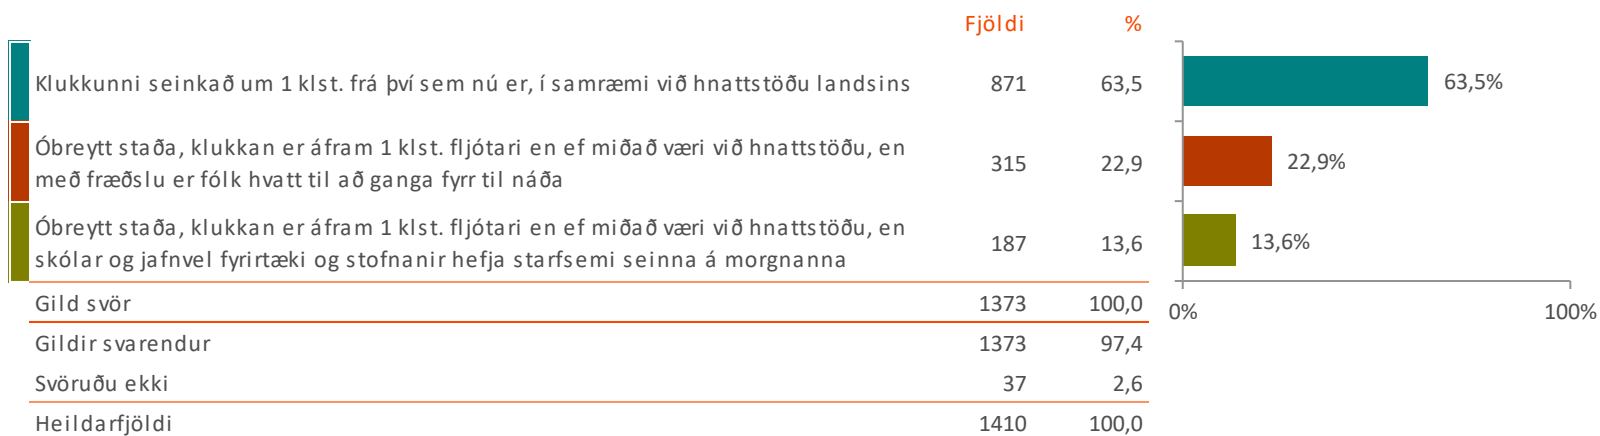 Fjöldi %
Klukkunni seinkað um 1 klst. frá því sem nú er, í samræmi við hnattstöðu landsins 871 63,5 63,5%
Óbreytt staða, klukkan er áfram 1 klst. fljótari en ef miðað væri við hnattstöðu, en
með fræðslu er fólk hvatt til að ganga fyrr til náða 315 22,9 22,9%
Óbreytt staða, klukkan er áfram 1 klst. fljótari en ef miðað væri við hnattstöðu, en
skólar og jafnvel fyrirtæki og stofnanir hefja starfsemi seinna á morgnanna 187 13,6 13,6%
Gild svör 1373 100,0 0% 100%
Gildir svarendur 1373 97,4
Svöruðu ekki 37 2,6
Heildarfjöldi 1410 100,0